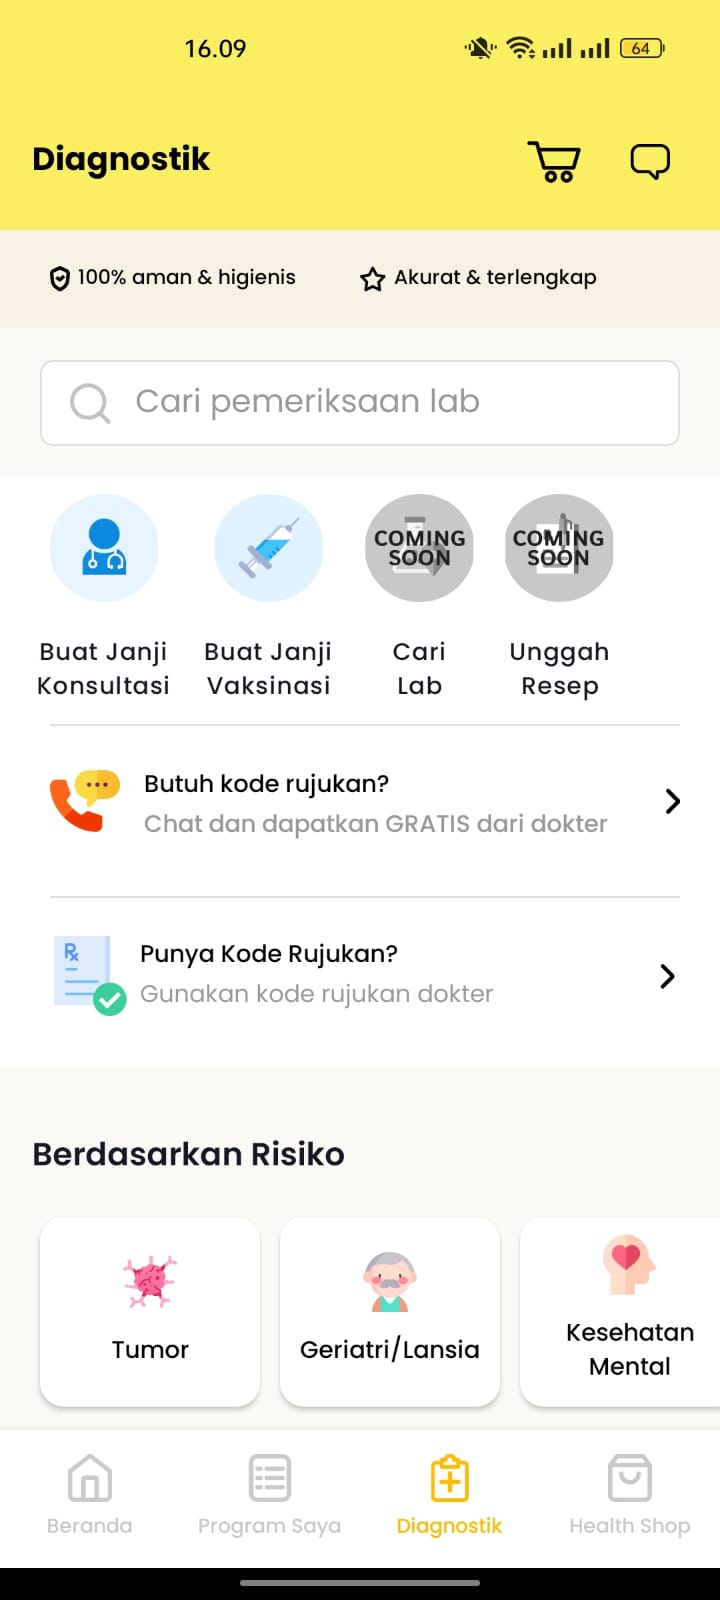 16.09
64
Diagnostik
100% aman & higienis
Akurat & terlengkap
Cari pemeriksaan lab
COMING
SOON
COMING
SOON
Buat Janji
Konsultasi
Buat Janji
Vaksinasi
Cari
Lab
Unggah
Resep
Butuh kode rujukan?
Chat dan dapatkan GRATIS dari dokter
Rx
Punya Kode Rujukan?
Gunakan kode rujukan dokter
Berdasarkan Risiko
Tumor
Geriatri/Lansia
Kesehatan
Mental
Beranda
Program Saya
Diagnostik
Health Shop